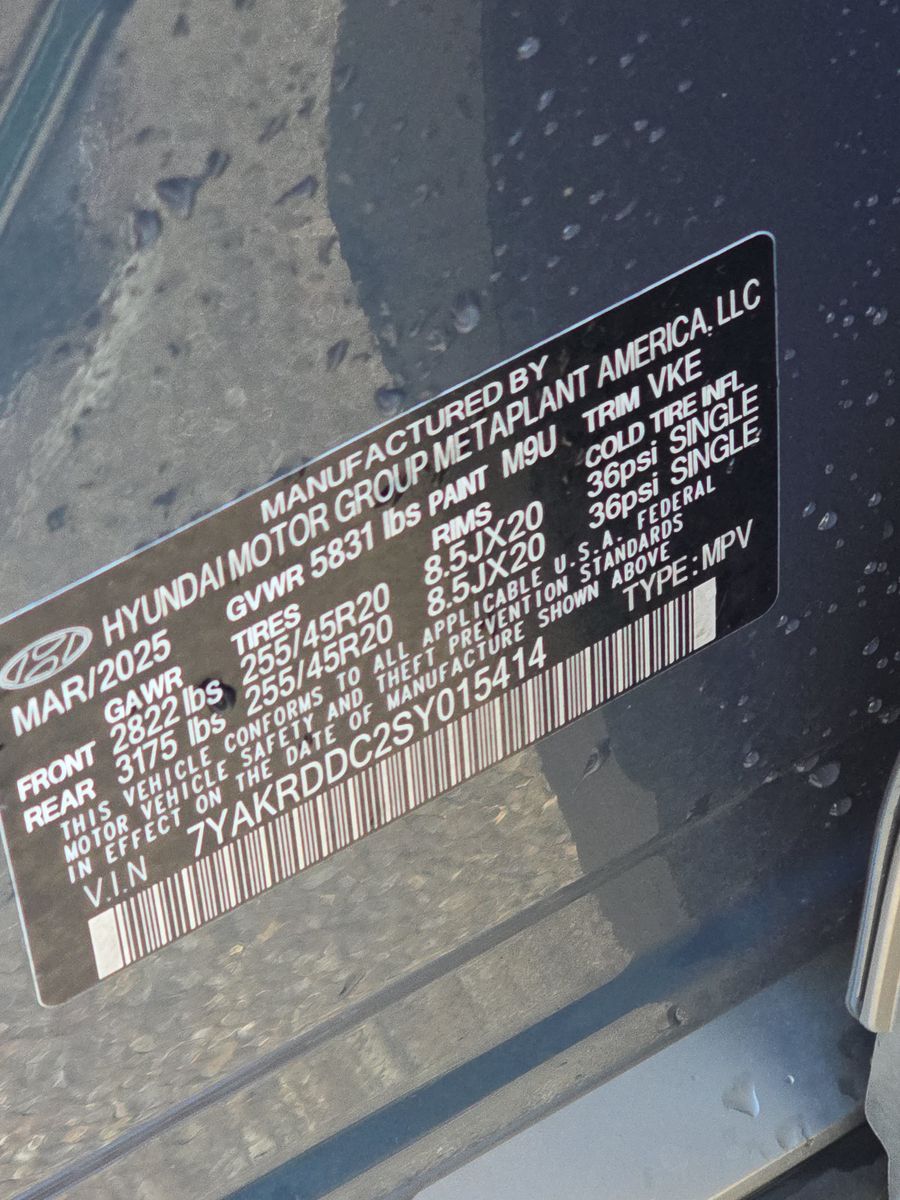 MANUFACTURED BY
HYUNDAI MOTOR GROUP METAPLANT AMERICA, LLC
MAR/2025 GVWR 5831 lbs PAINT M9U TRIM VKE
GAWR TIRES RIMS COLD TIRE INFL
FRONT 2822 lbs 255/45R20 8.5JX20 36psi SINGLE
REAR 3175 lbs 255/45R20 8.5JX20 36psi SINGLE
THIS VEHICLE CONFORMS TO ALL APPLICABLE U.S.A. FEDERAL
MOTOR VEHICLE SAFETY AND THEFT PREVENTION STANDARDS
IN EFFECT ON THE DATE OF MANUFACTURE SHOWN ABOVE
V.I.N 7YAKRDDC2SY015414 TYPE: MPV